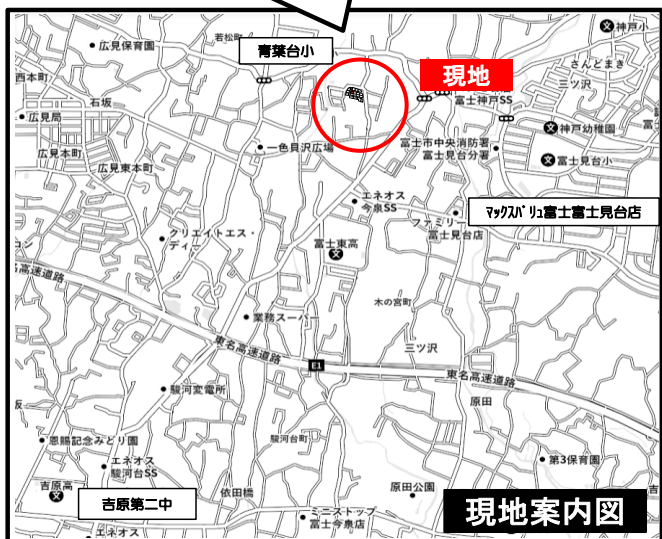 神戸小
若松町
広見保育園
青葉台小
さんどまき
三ツ沢
現地
西本町
石坂
富士神戸SS
広見局
神戸幼稚園
一色貝沢広場
富士市中央消防署
富士見台分署
広見本町
広見東本町
富士見台小
エネオス
今泉SS
マックスバリュ富士富士見台店
ファミリー
富士見台店
クリエイトエス・
ディー
富士東高
東名高速道路
木の宮町
業務スーパー
三ツ沢
東名高速道路
E1
東名高速道路
駿河変電所
原田
駿河台町
恩賜記念みどり園
エネオス
駿河台SS
第3保育園
吉原高
吉原第二中
依田橋
原田公園
現地案内図
ミニストップ
富士今泉店
エネオス